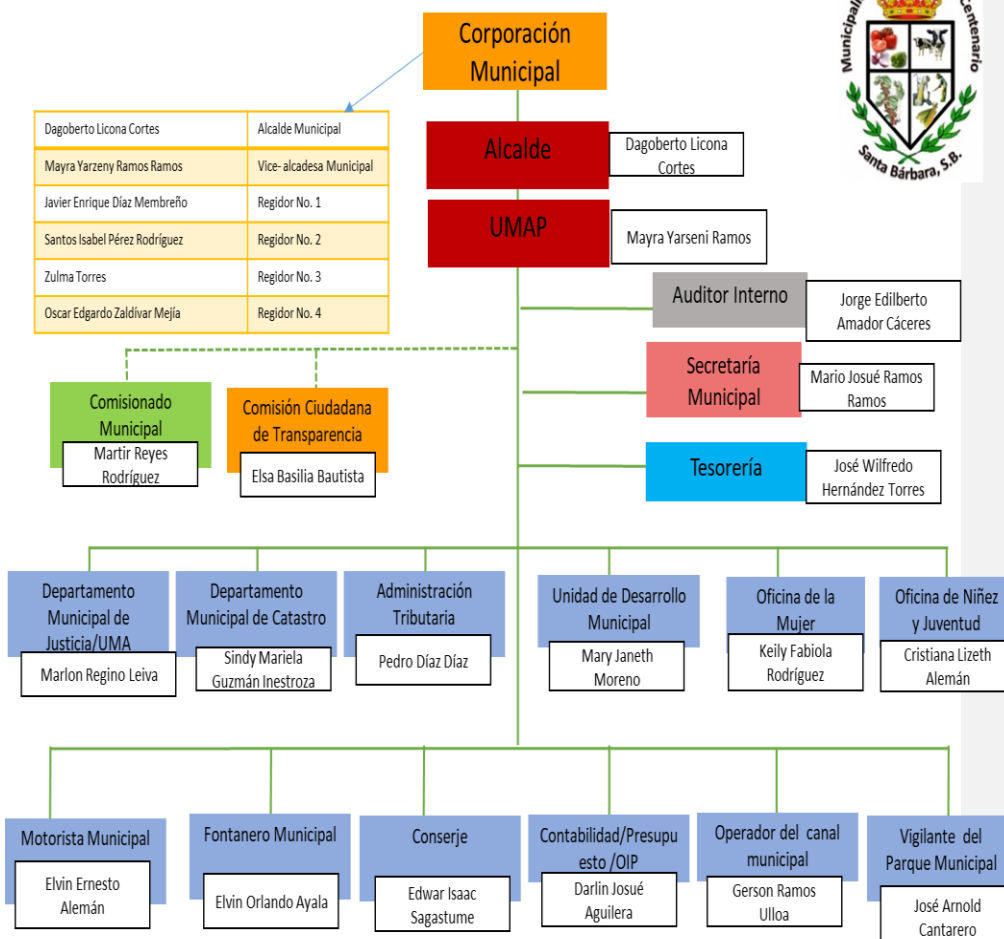 Corporación
Municipal
Centenario
Santa Bárbara, S.B.
Dagoberto Licona Cortes Alcalde Municipal
Mayra Yarzeny Ramos Ramos Vice- alcadesa Municipal
Javier Enrique Díaz Membreño Regidor No. 1
Santos Isabel Pérez Rodríguez Regidor No. 2
Zulma Torres Regidor No. 3
Oscar Edgardo Zaldívar Mejía Regidor No. 4
Alcalde
Dagoberto Licona
Cortes
UMAP
Mayra Yarseni Ramos
Auditor Interno
Jorge Edilberto
Amador Cáceres
Secretaría
Municipal
Mario Josué Ramos
Ramos
Tesorería
José Wilfredo
Hernández Torres
Comisionado
Municipal
Martir Reyes
Rodríguez
Comisión Ciudadana
de Transparencia
Elsa Basilia Bautista
Departamento
Municipal de
Justicia/UMA
Marlon Regino Leiva
Departamento
Municipal de Catastro
Sindy Mariela
Guzmán Inestroza
Administración
Tributaria
Pedro Díaz Díaz
Unidad de Desarrollo
Municipal
Mary Janeth
Moreno
Oficina de la
Mujer
Keily Fabiola
Rodríguez
Oficina de Niñez
y Juventud
Cristiana Lizeth
Alemán
Motorista Municipal
Elvin Ernesto
Alemán
Fontanero Municipal
Elvin Orlando Ayala
Conserje
Edwar Isaac
Sagastume
Contabilidad/Presupu
esto /OIP
Darlin Josué
Aguilera
Operador del canal
municipal
Gerson Ramos
Ulloa
Vigilante del
Parque Municipal
José Arnold
Cantarero